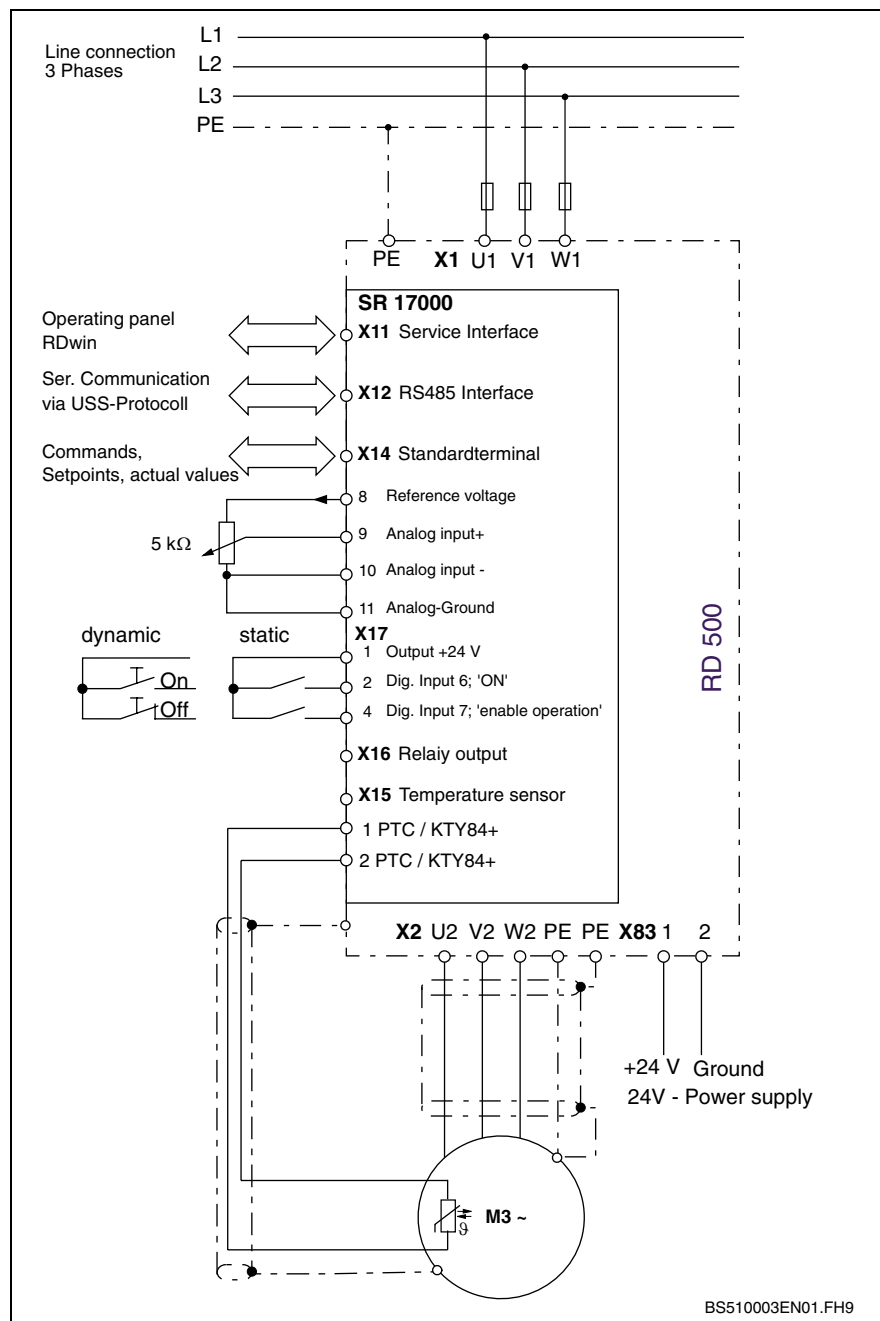 Line connection
3 Phases
L1
L2
L3
PE
PE X1 U1 V1 W1
SR 17000
Operating panel
RDwin
X11 Service Interface
Ser. Communication
via USS-Protocoll
X12 RS485 Interface
Commands,
Setpoints, actual values
X14 Standardterminal
8 Reference voltage
5 kΩ
9 Analog input+
10 Analog input -
11 Analog-Ground
RD 500
dynamic
static
X17
1 Output +24 V
On
2 Dig. Input 6; 'ON'
Off
4 Dig. Input 7; 'enable operation'
X16 Relaiy output
X15 Temperature sensor
1 PTC / KTY84+
2 PTC / KTY84+
X2 U2 V2 W2 PE PE X83 1 2
+24 V Ground
24V - Power supply
M3 ~
ϑ
BS510003EN01.FH9